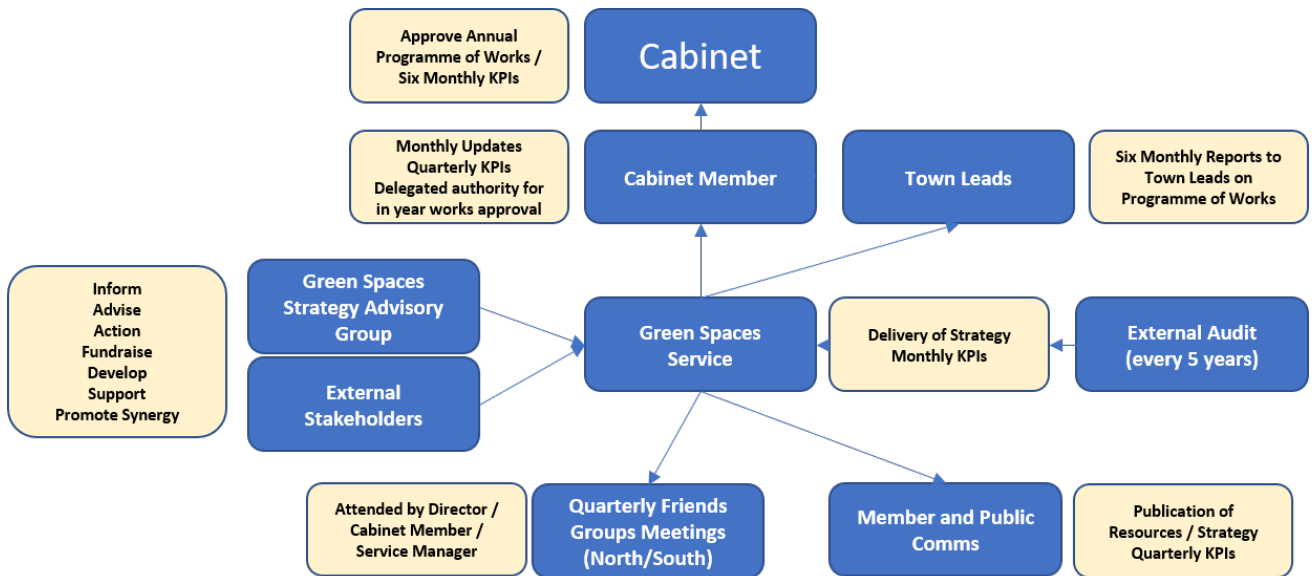 Approve Annual
Programme of Works /
Six Monthly KPIs
Cabinet
Monthly Updates
Quarterly KPIs
Delegated authority for
in year works approval
Cabinet Member
Town Leads
Six Monthly Reports to
Town Leads on
Programme of Works
Inform
Advise
Action
Fundraise
Develop
Support
Promote Synergy
Green Spaces
Strategy Advisory
Group
External
Stakeholders
Green Spaces
Service
Delivery of Strategy
Monthly KPIs
External Audit
(every 5 years)
Attended by Director /
Cabinet Member /
Service Manager
Quarterly Friends
Groups Meetings
(North/South)
Member and Public
Comms
Publication of
Resources / Strategy
Quarterly KPIs